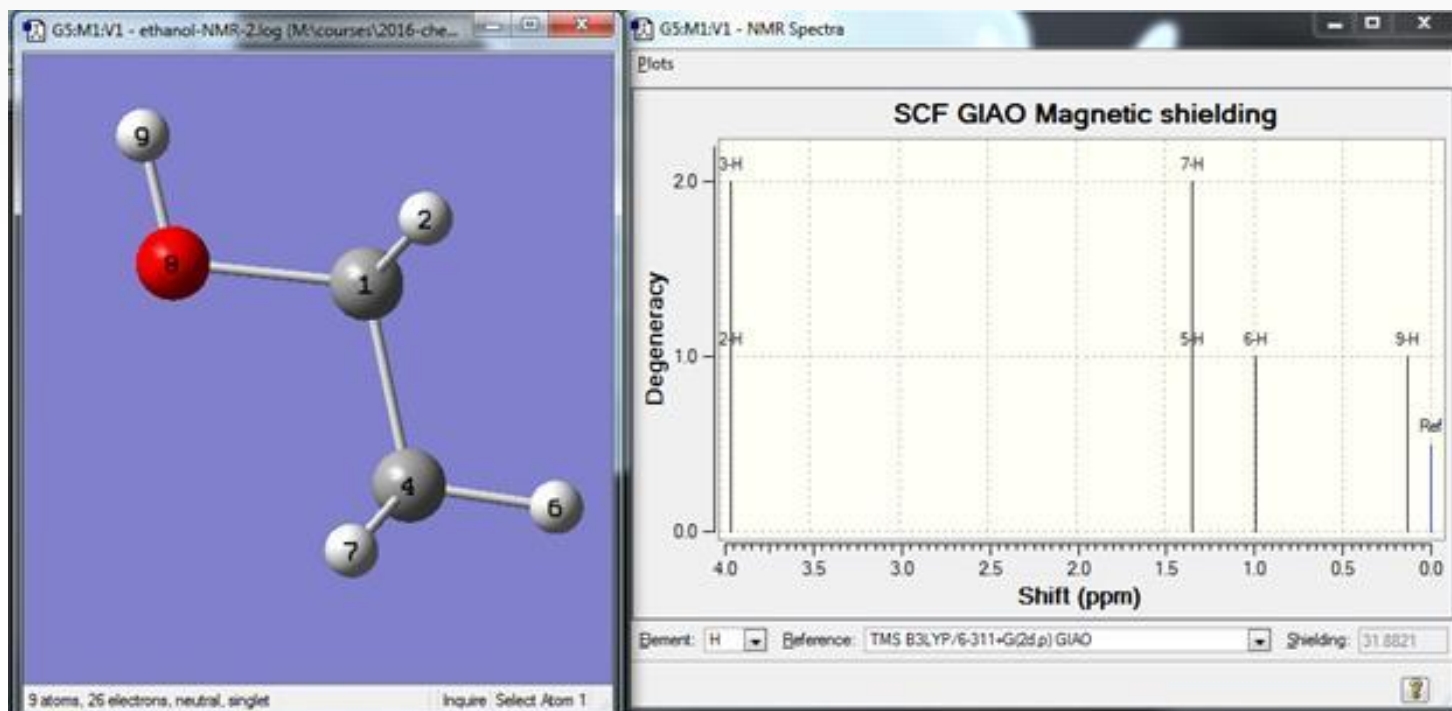 G5:M1:V1 - ethanol-NMR-2.log (M:\courses\2016-che...
9
2
8
1
4
6
7
9 atoms, 26 electrons, neutral, singlet
Inquire Select Atom 1
G5:M1:V1 - NMR Spectra
Plots
SCF GIAO Magnetic shielding
3-H
7-H
2.0
Degeneracy
2-H
5-H
6-H
9-H
1.0
Ref
0.0
4.0 3.5 3.0 2.5 2.0 1.5 1.0 0.5 0.0
Shift (ppm)
Element: H Reference: TMS B3LYP/6-311+G(2d,p) GIAO Shielding: 31.8821
?